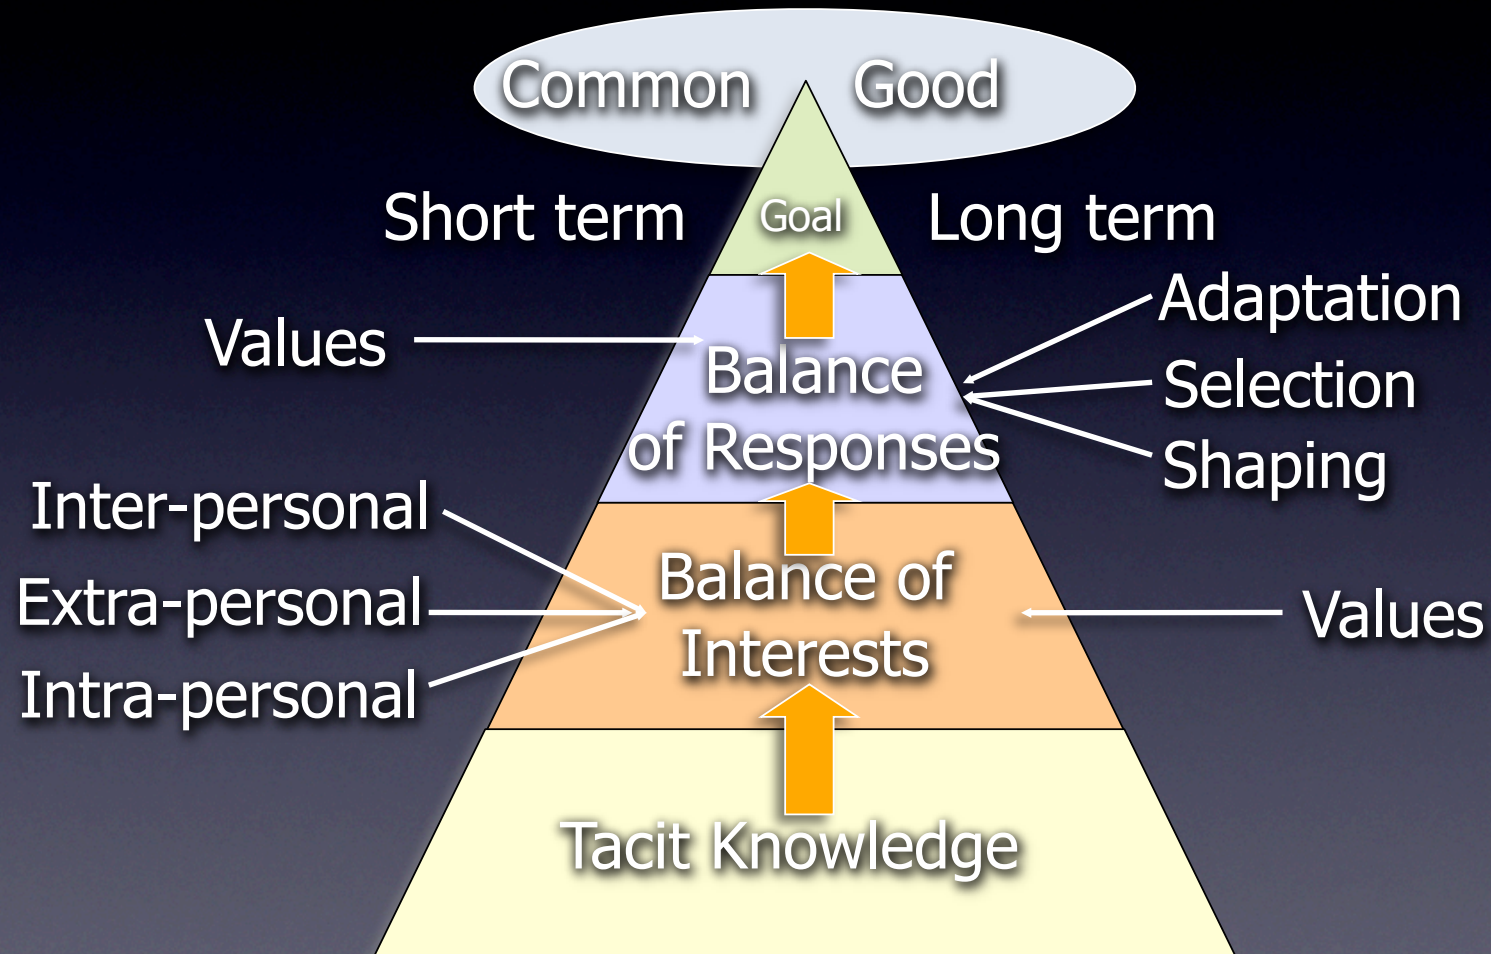 Common Good
Short term
Goal
Long term
Values
Balance
of Responses
Adaptation
Selection
Shaping
Inter-personal
Extra-personal
Intra-personal
Balance of
Interests
Values
Tacit Knowledge